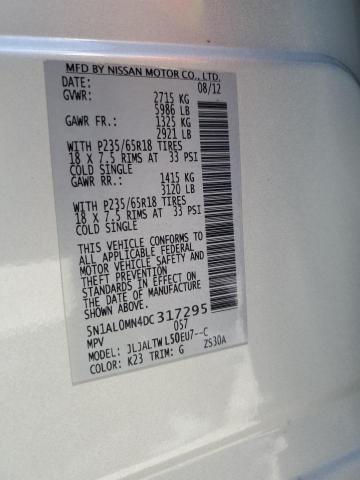 MFD BY NISSAN MOTOR CO., LTD.
DATE: 08/12
GVWR: 2715 KG
5986 LB
GAWR FR.: 1325 KG
2921 LB
WITH P235/65R18 TIRES
18 X 7.5 RIMS AT 33 PSI
COLD SINGLE
GAWR RR.: 1415 KG
3120 LB
WITH P235/65R18 TIRES
18 X 7.5 RIMS AT 33 PSI
COLD SINGLE
THIS VEHICLE CONFORMS TO
ALL APPLICABLE FEDERAL
MOTOR VEHICLE SAFETY AND
THEFT PREVENTION
STANDARDS IN EFFECT ON
THE DATE OF MANUFACTURE
SHOWN ABOVE.
5N1AL0MN4DC317295
MPV 057
MODEL: JLJALTWL50EU7--C
COLOR: K23 TRIM: G ZS30A